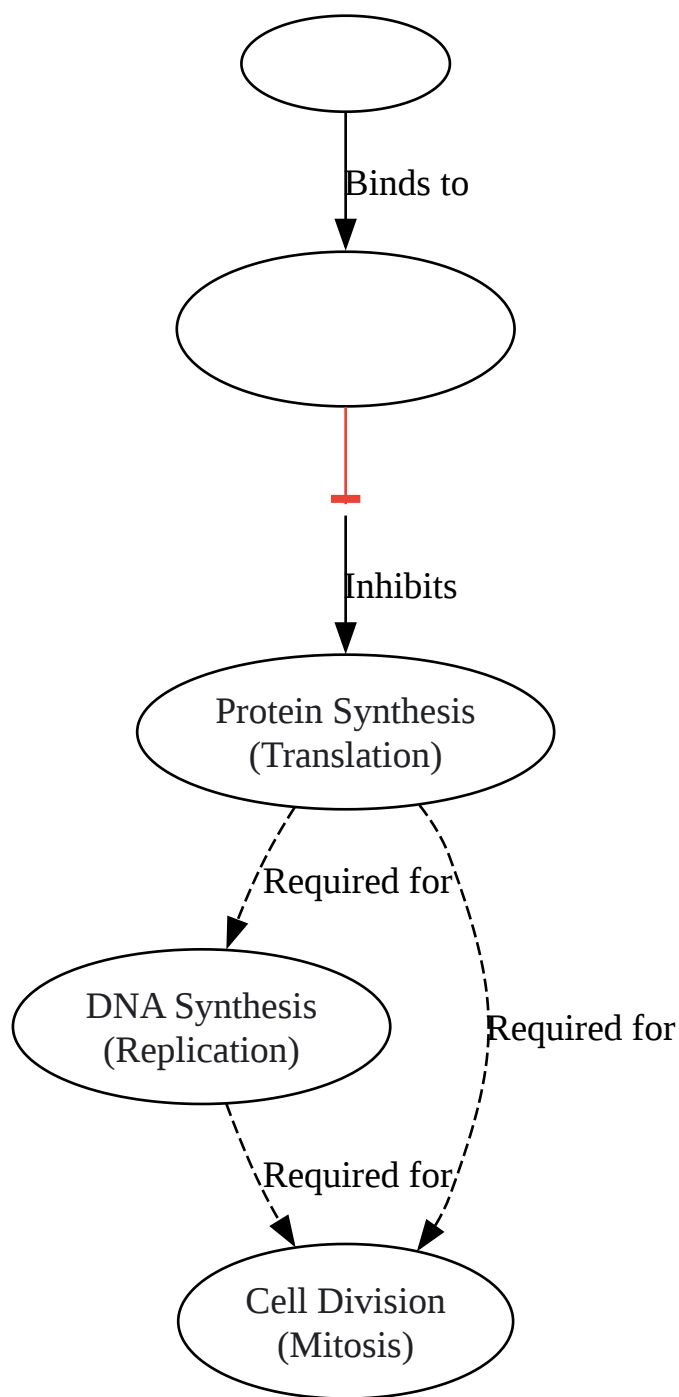 Binds to
Inhibits
Protein Synthesis
(Translation)
Required for
DNA Synthesis
(Replication)
Required for
Required for
Cell Division
(Mitosis)